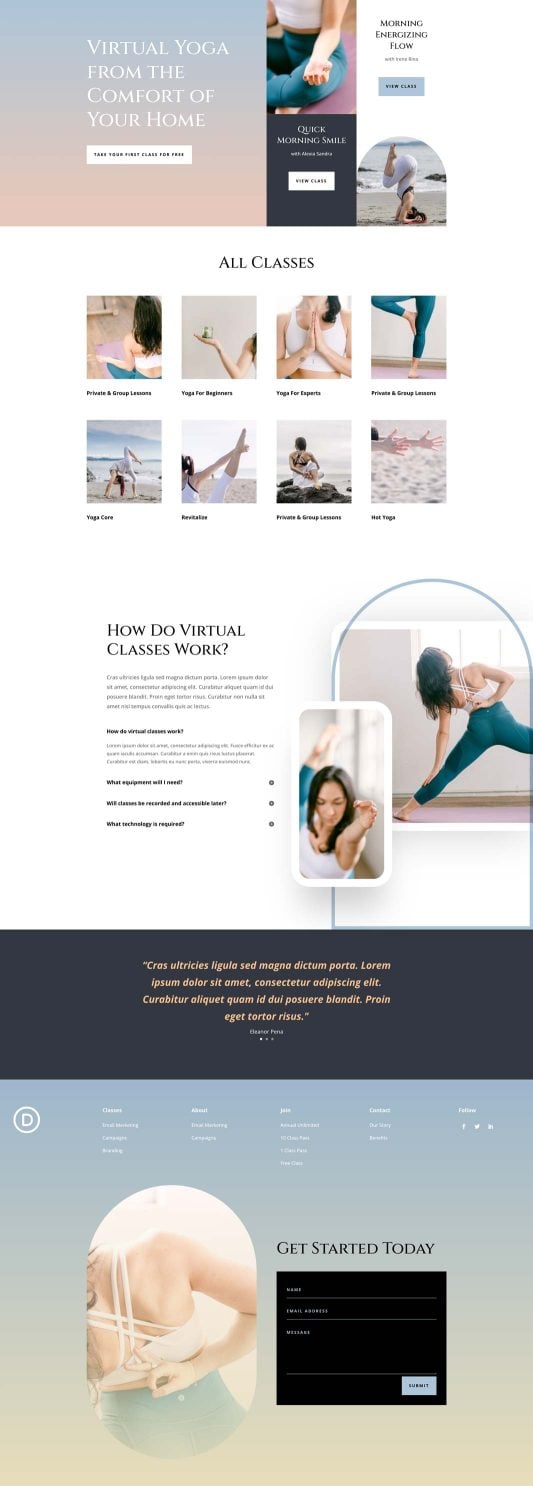 Virtual Yoga
from the
Comfort of
Your Home
TAKE YOUR FIRST CLASS FOR FREE
Morning
Energizing
Flow
with Irene Rina
VIEW CLASS
Quick
Morning Smile
with Alexia Sandra
VIEW CLASS
All Classes
Private & Group Lessons
Yoga For Beginners
Yoga For Experts
Private & Group Lessons
Yoga Core
Revitalize
Private & Group Lessons
Hot Yoga
How Do Virtual
Classes Work?
Cras ultricies ligula sed magna dictum porta. Lorem ipsum dolor
sit amet, consectetur adipiscing elit. Curabitur aliquet quam id dui
posuere blandit. Proin eget tortor risus. Curabitur non nulla sit
amet nisl tempus convallis quis ac lectus.
How do virtual classes work?
Lorem ipsum dolor sit amet, consectetur adipiscing elit. Fusce efficitur ex ac
quam iaculis accumsan. Curabitur a enim quis risus luctus placerat.
Curabitur est diam, lobortis eu nunc porta, viverra euismod nunc.
What equipment will I need?
Will classes be recorded and accessible later?
What technology is required?
"Cras ultricies ligula sed magna dictum porta. Lorem
ipsum dolor sit amet, consectetur adipiscing elit.
Curabitur aliquet quam id dui posuere blandit. Proin
eget tortor risus."
Eleanor Pena
D
Classes
Email Marketing
Campaigns
Branding
About
Email Marketing
Campaigns
Join
Annual Unlimited
10 Class Pass
1 Class Pass
Free Class
Contact
Our Story
Benefits
Follow
Get Started Today
NAME
EMAIL ADDRESS
MESSAGE
SUBMIT